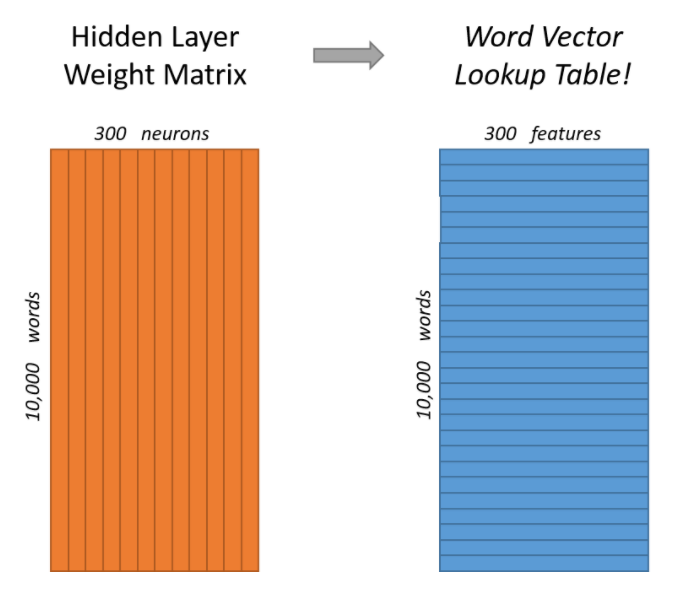 Hidden Layer
Weight Matrix
Word Vector
Lookup Table!
300 neurons
10,000 words
300 features
10,000 words